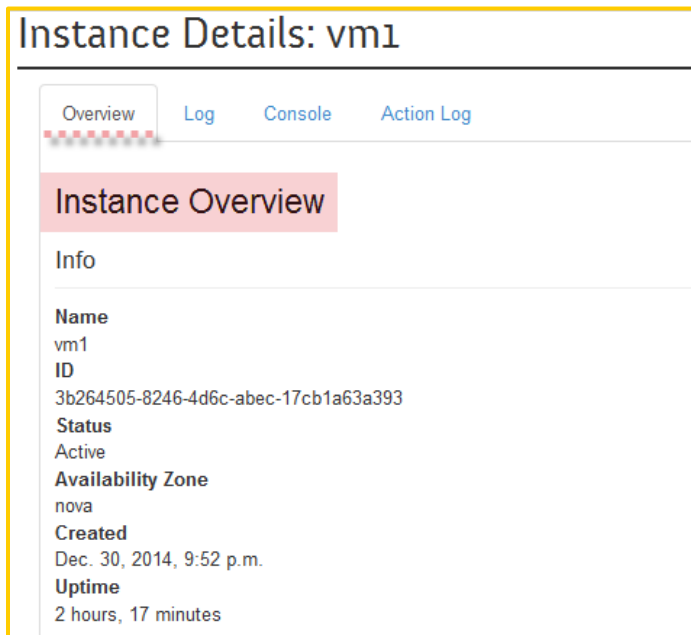 Instance Details: vm1
Overview Log Console Action Log
Instance Overview
Info
Name
vm1
ID
3b264505-8246-4d6c-abec-17cb1a63a393
Status
Active
Availability Zone
nova
Created
Dec. 30, 2014, 9:52 p.m.
Uptime
2 hours, 17 minutes